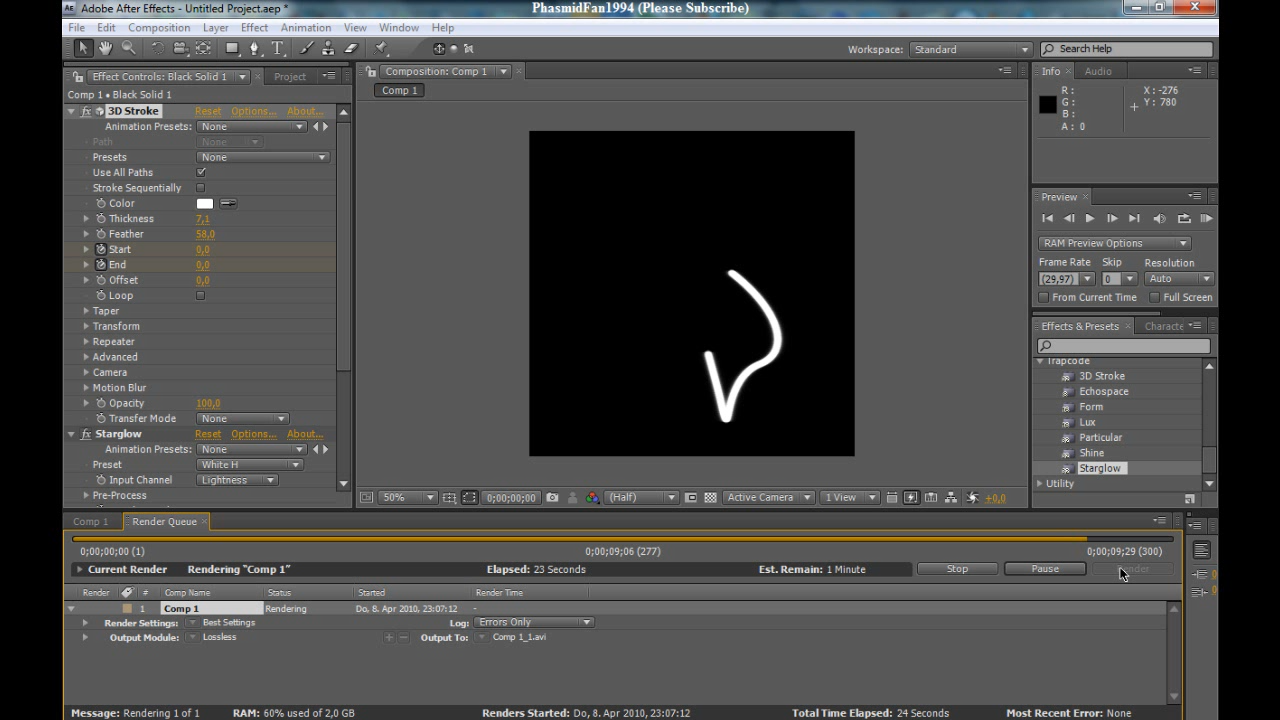 Adobe After Effects - Untitled Project.aep *
PhasmidFan1994 (Please Subscribe)
File Edit Composition Layer Effect Animation View Window Help
Workspace: Standard
Search Help
Effect Controls: Black Solid 1 Project
Comp 1 • Black Solid 1
3D Stroke Reset Options... About...
Animation Presets: None
Path None
Presets None
Use All Paths
Stroke Sequentially
Color
Thickness 7,1
Feather 58,0
Start 0,0
End 0,0
Offset 0,0
Loop
Taper
Transform
Repeater
Advanced
Camera
Motion Blur
Opacity 100,0
Transfer Mode None
Starglow Reset Options... About...
Animation Presets: None
Preset White H
Input Channel Lightness
Pre-Process
Composition: Comp 1
Comp 1
50% 0;00;00;00 (Half) Active Camera 1 View +0,0
Info Audio
R : X : -276
G : Y : 780
B :
A : 0
Preview
RAM Preview Options
Frame Rate Skip Resolution
(29,97) 0 Auto
From Current Time Full Screen
Effects & Presets Characte
Trapcode
3D Stroke
Echospace
Form
Lux
Particular
Shine
Starglow
Utility
Comp 1 Render Queue
0;00;00;00 (1) 0;00;09;06 (277) 0;00;09;29 (300)
Current Render Rendering "Comp 1" Elapsed: 23 Seconds Est. Remain: 1 Minute Stop Pause Render
Render # Comp Name Status Started Render Time
1 Comp 1 Rendering Do, 8. Apr 2010, 23:07:12 -
Render Settings: Best Settings Log: Errors Only
Output Module: Lossless Output To: Comp 1_1.avi
Message: Rendering 1 of 1 RAM: 60% used of 2,0 GB Renders Started: Do, 8. Apr 2010, 23:07:12 Total Time Elapsed: 24 Seconds Most Recent Error: None